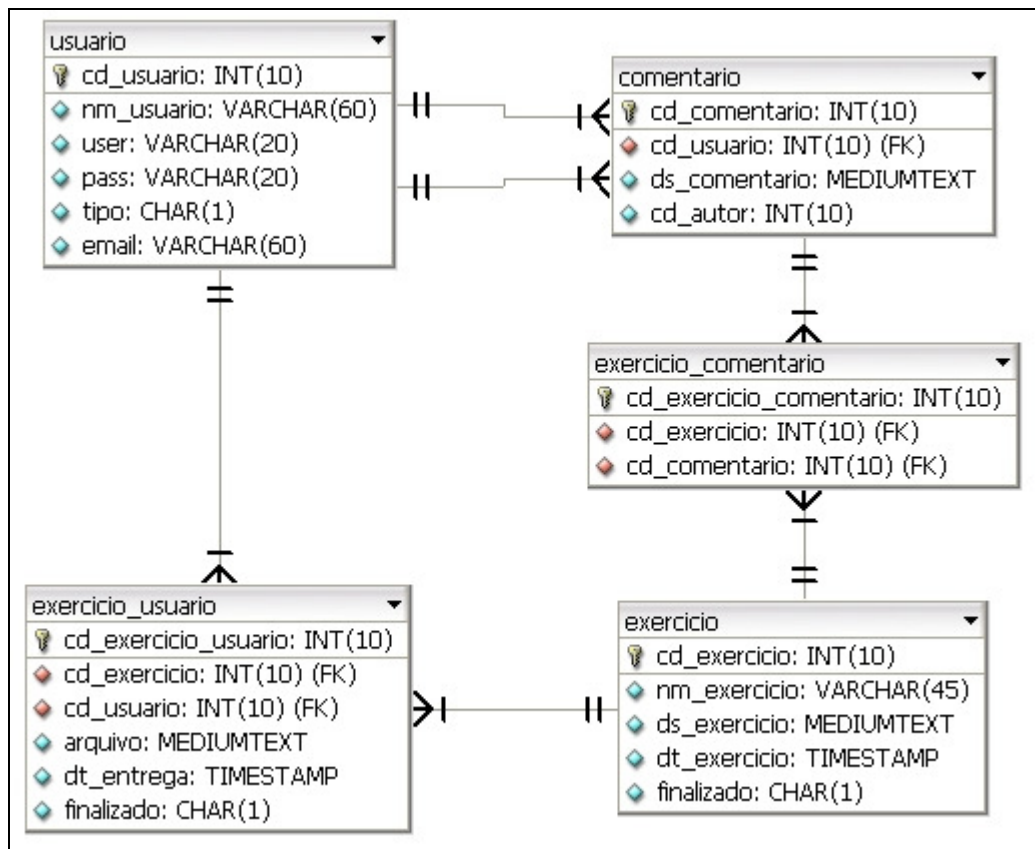 usuario
cd_usuario: INT(10)
nm_usuario: VARCHAR(60)
user: VARCHAR(20)
pass: VARCHAR(20)
tipo: CHAR(1)
email: VARCHAR(60)
comentario
cd_comentario: INT(10)
cd_usuario: INT(10) (FK)
ds_comentario: MEDIUMTEXT
cd_autor: INT(10)
exercicio_comentario
cd_exercicio_comentario: INT(10)
cd_exercicio: INT(10) (FK)
cd_comentario: INT(10) (FK)
exercicio_usuario
cd_exercicio_usuario: INT(10)
cd_exercicio: INT(10) (FK)
cd_usuario: INT(10) (FK)
arquivo: MEDIUMTEXT
dt_entrega: TIMESTAMP
finalizado: CHAR(1)
exercicio
cd_exercicio: INT(10)
nm_exercicio: VARCHAR(45)
ds_exercicio: MEDIUMTEXT
dt_exercicio: TIMESTAMP
finalizado: CHAR(1)